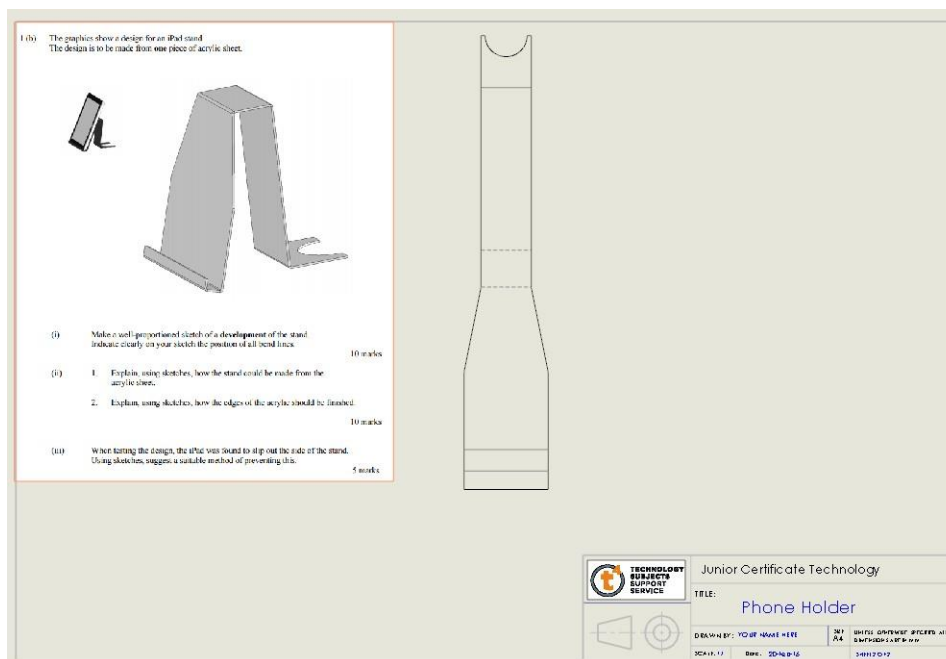 1 (b) The graphics show a design for an iPad stand.
The design is to be made from one piece of acrylic sheet.
(i) Make a well-proportioned sketch of a development of the stand.
Indicate clearly on your sketch the position of all bend lines.
10 marks
(ii) 1. Explain, using sketches, how the stand could be made from the
acrylic sheet.
2. Explain, using sketches, how the edges of the acrylic should be finished.
10 marks
(iii) When testing the design, the iPad was found to slip out the side of the stand.
Using sketches, suggest a suitable method of preventing this.
5 marks
t4
TECHNOLOGY
SUBJECTS
SUPPORT
SERVICE
Junior Certificate Technology
TITLE:
Phone Holder
DRAWN BY: YOUR NAME HERE
A4
UNLESS OTHERWISE SPECIFIED
Date: